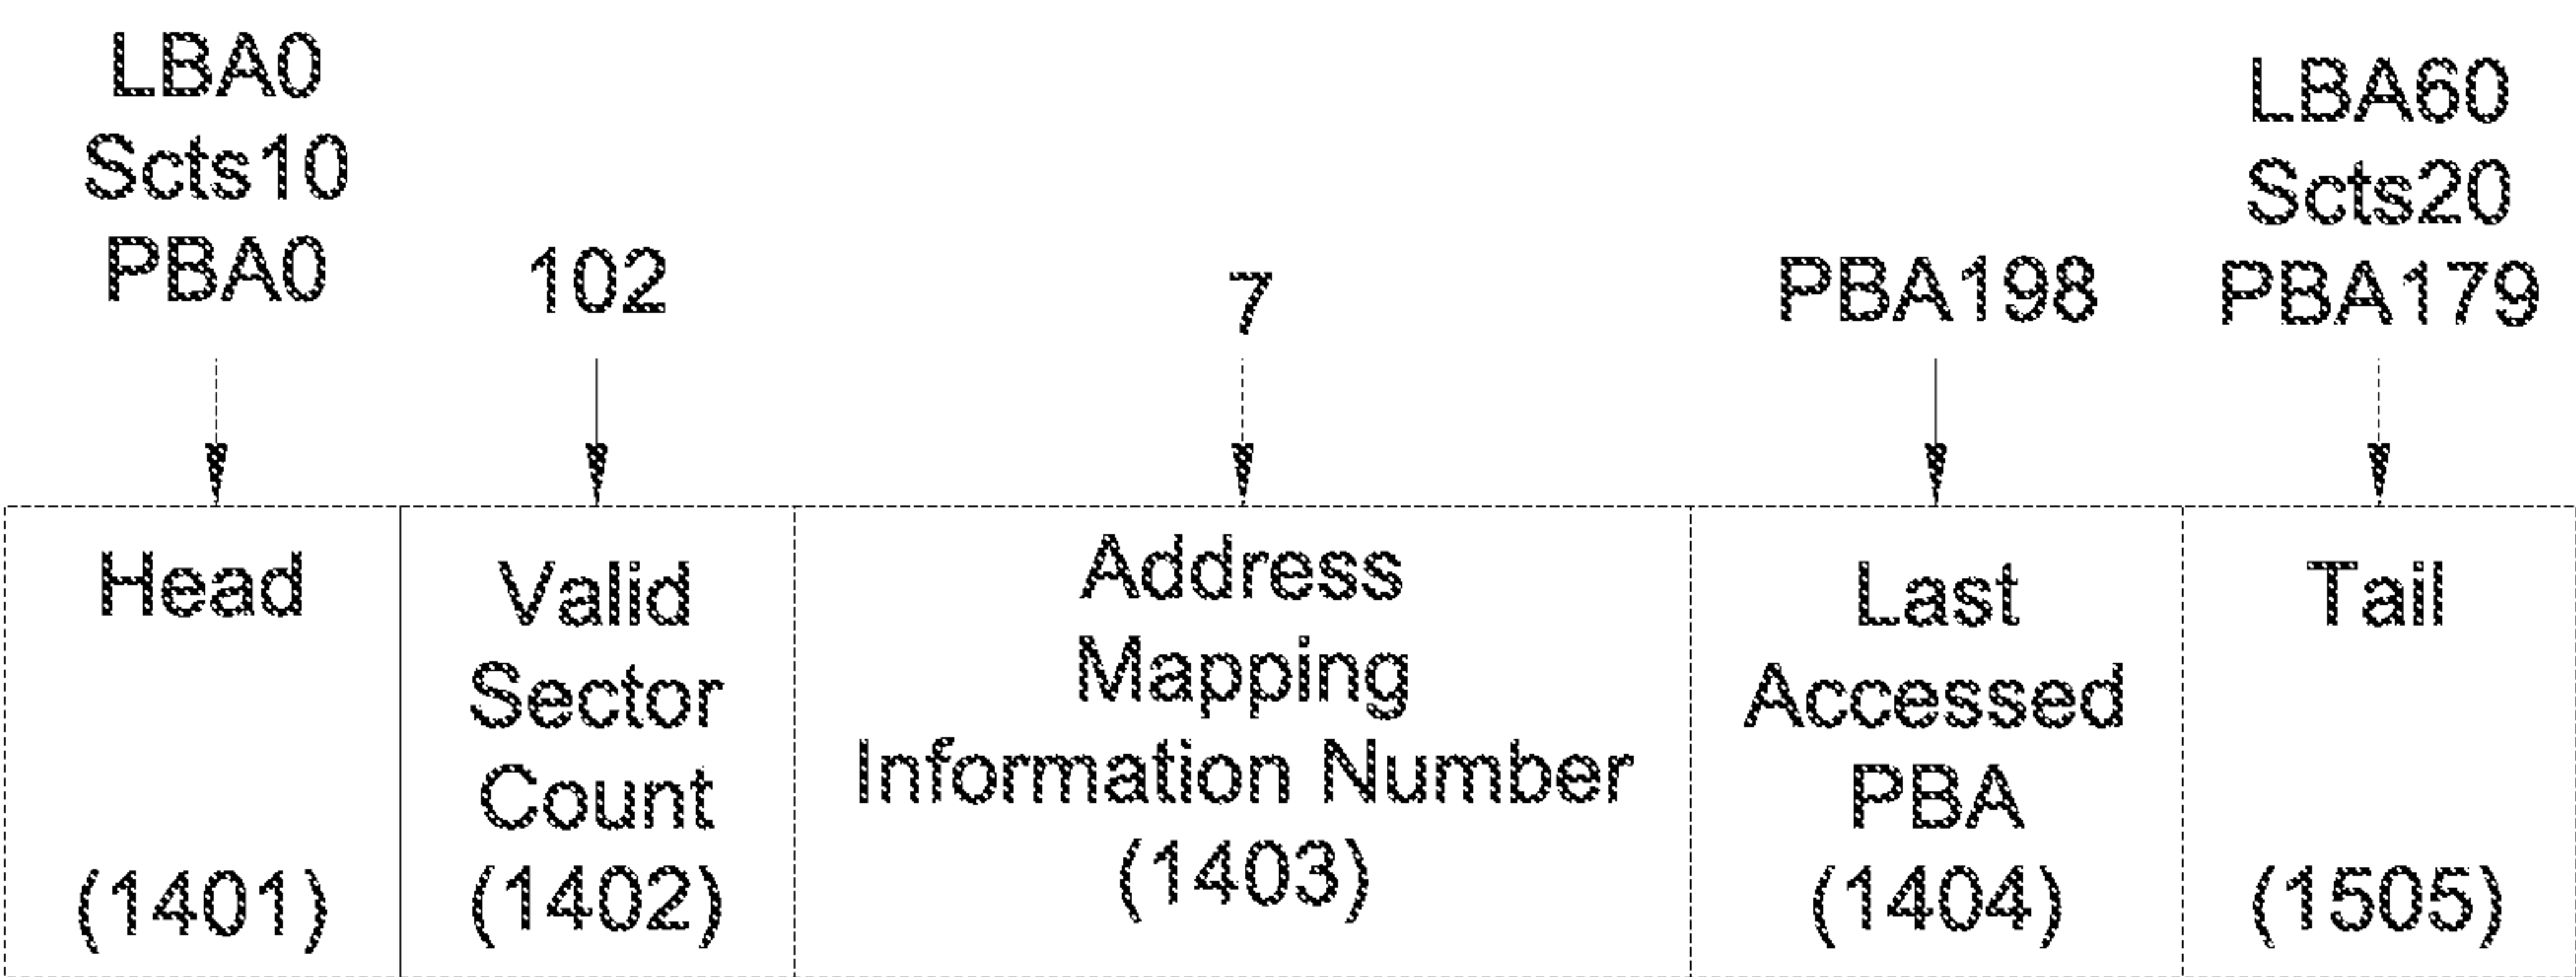 LBA0
Scts10
PBA0
102
7
PBA198
LBA60
Scts20
PBA179
Head
(1401)
Valid
Sector
Count
(1402)
Address
Mapping
Information Number
(1403)
Last
Accessed
PBA
(1404)
Tail
(1505)